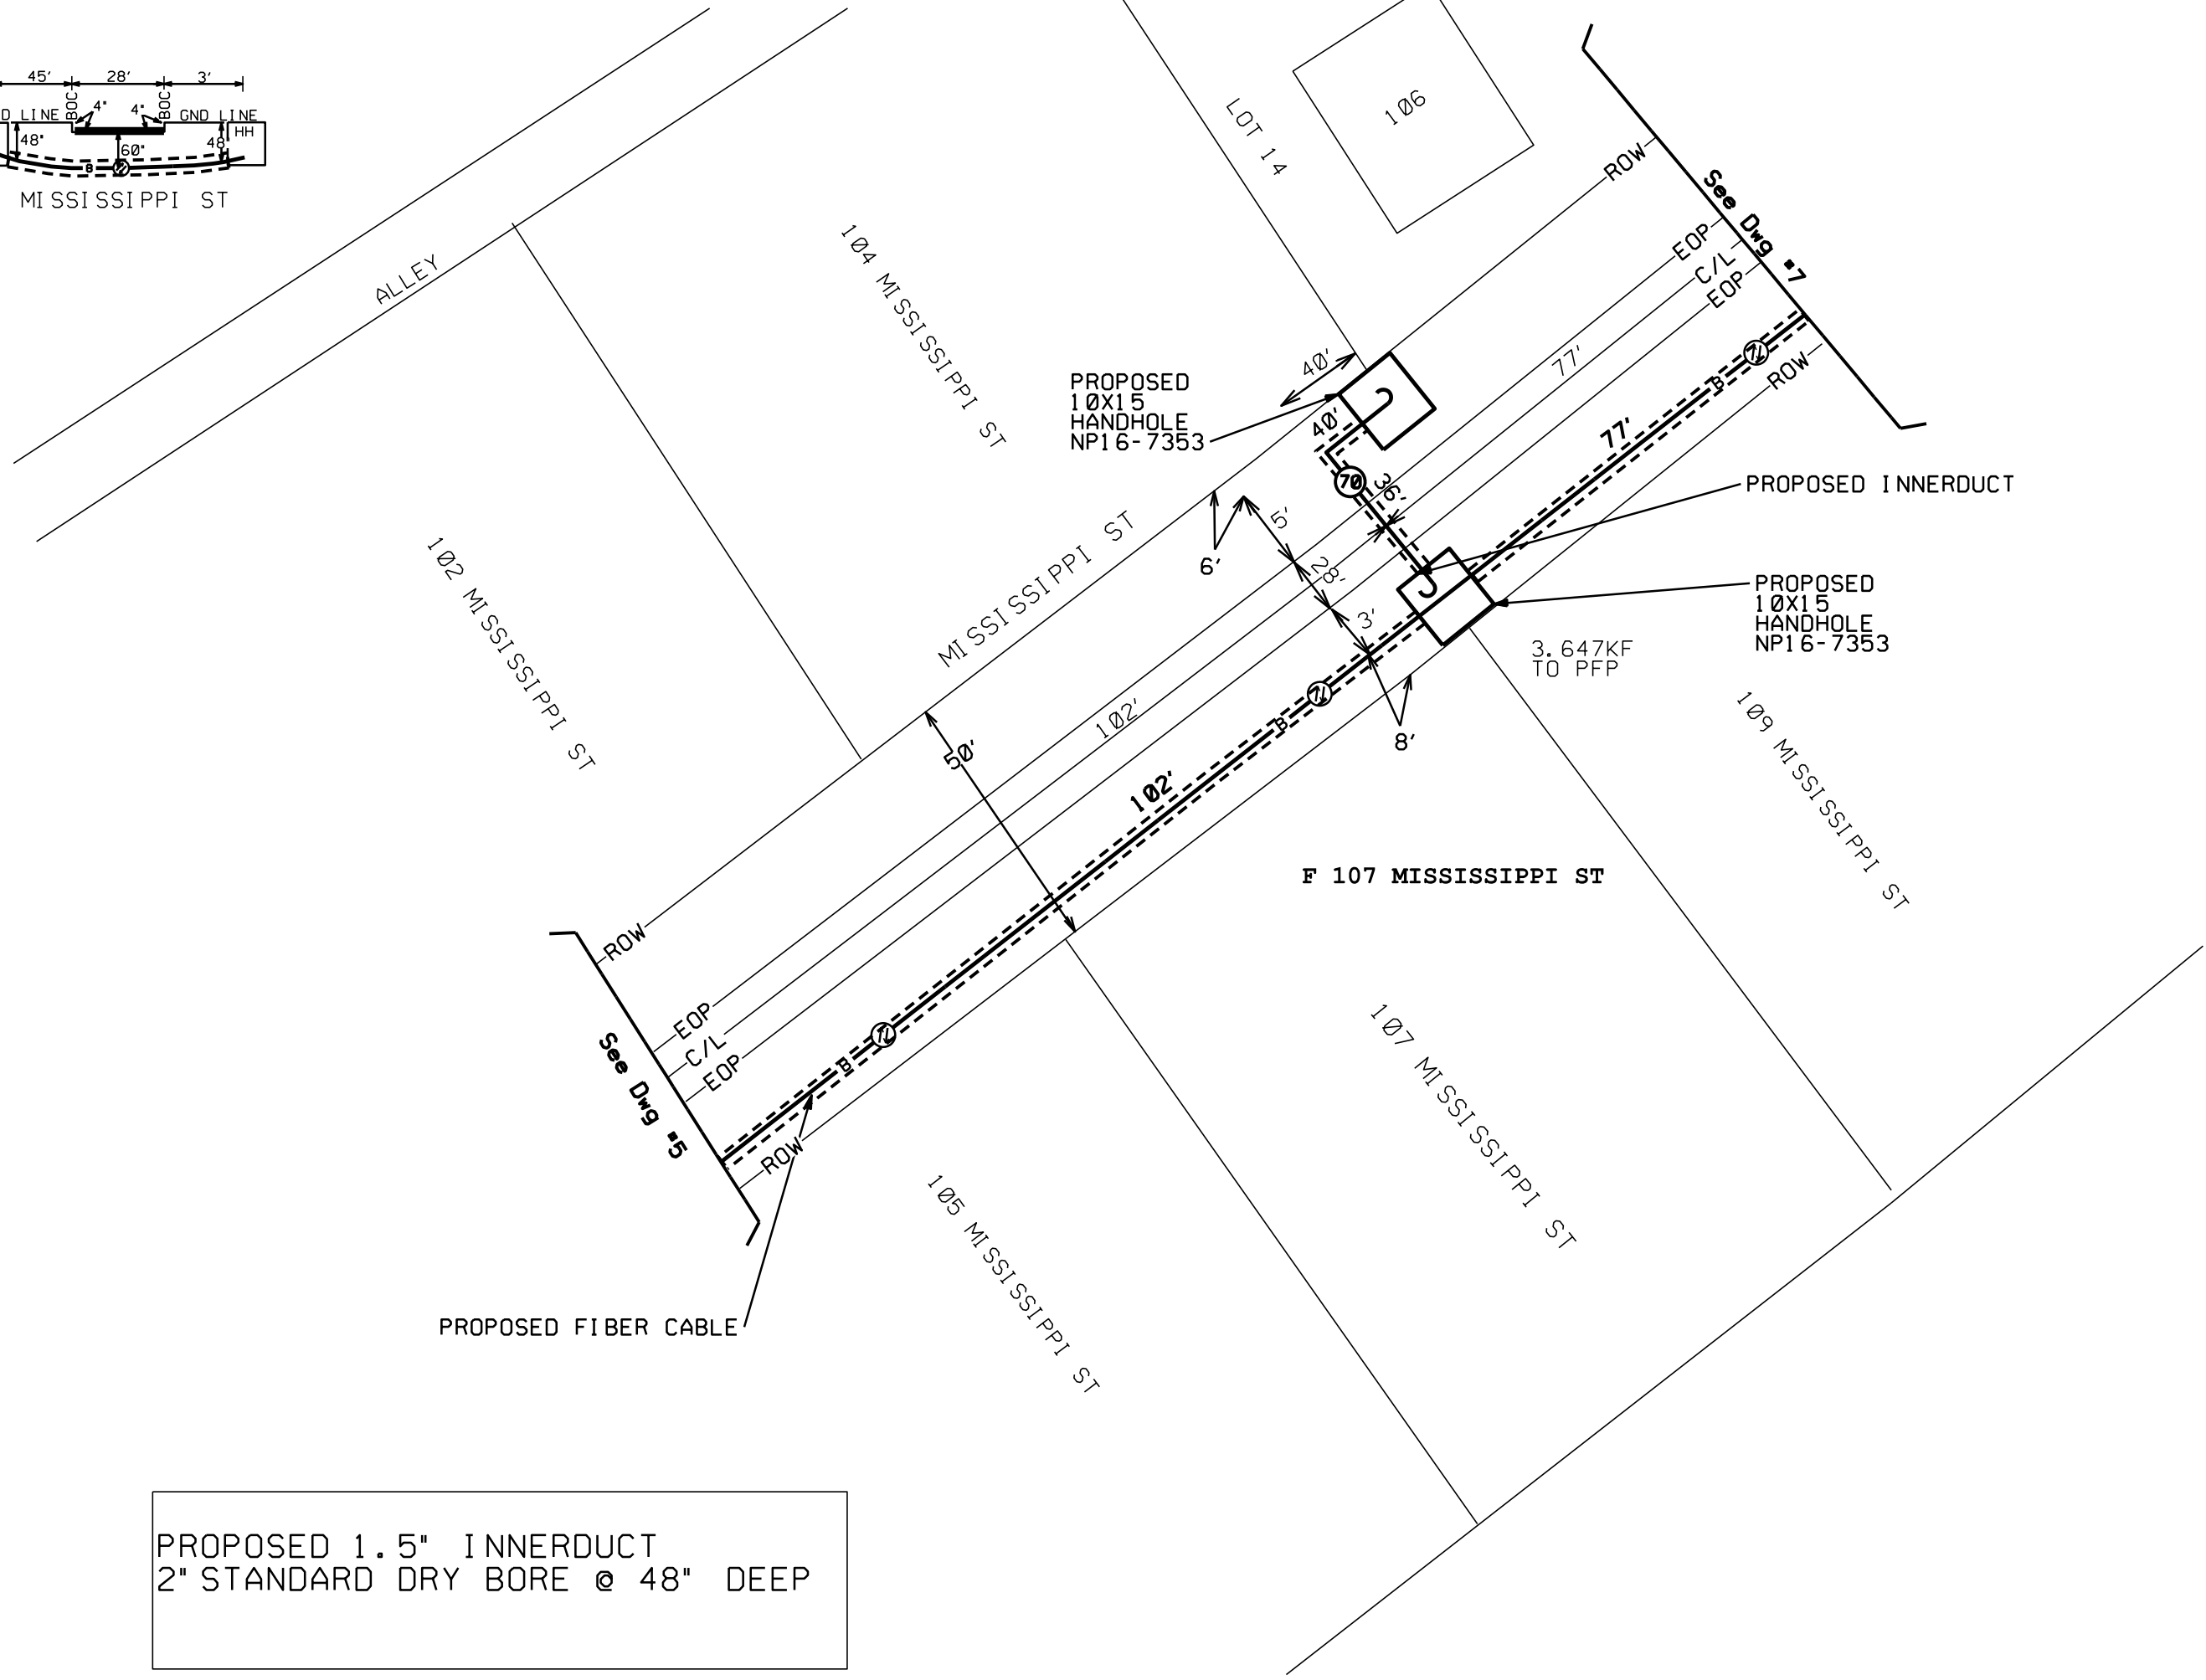 45' 28' 3'
BOC 4" 4" BOC
D LINE GND LINE
HH
48" 60" 48"
B
MISSISSIPPI ST
ALLEY
LOT 14
106
104 MISSISSIPPI ST
102 MISSISSIPPI ST
ROW
EOP
C/L
EOP
ROW
See Dwg #7
PROPOSED
10X15
HANDHOLE
NP16-7353
40'
40'
70
36'
77'
77'
B
PROPOSED INNERDUCT
PROPOSED
10X15
HANDHOLE
NP16-7353
3.647KF
TO PFP
6'
5'
28'
3'
8'
MISSISSIPPI ST
102'
102'
50'
B
109 MISSISSIPPI ST
F 107 MISSISSIPPI ST
107 MISSISSIPPI ST
105 MISSISSIPPI ST
ROW
EOP
C/L
EOP
ROW
B
See Dwg #5
PROPOSED FIBER CABLE
PROPOSED 1.5" INNERDUCT
2" STANDARD DRY BORE @ 48" DEEP